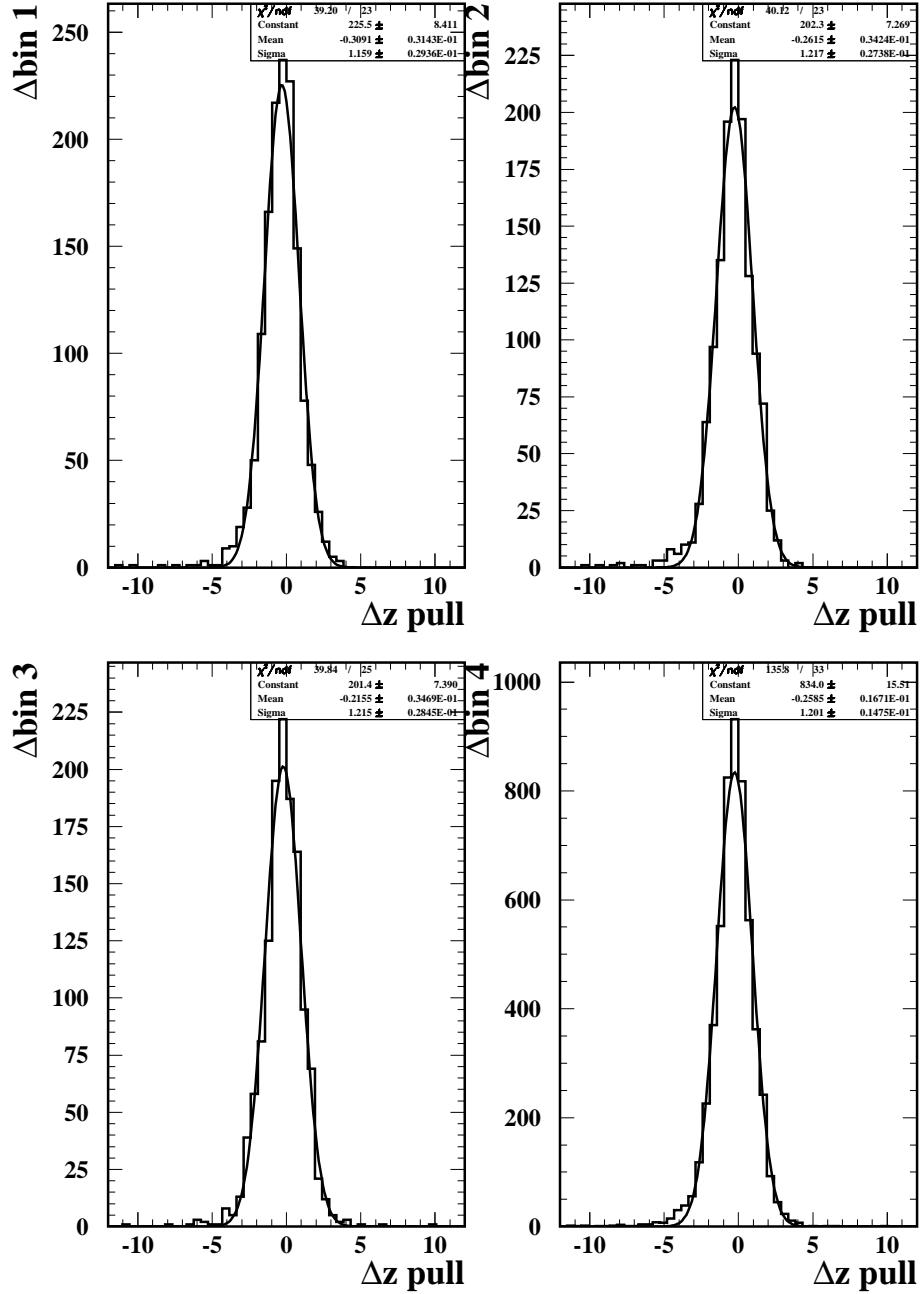 Δbin 1
χ²/ndf 39.20 / 23
Constant 225.5 ± 8.411
Mean -0.3091 ± 0.3143E-01
Sigma 1.159 ± 0.2936E-01
250
200
150
100
50
0
-10 -5 0 5 10
Δz pull
Δbin 2
χ²/ndf 40.12 / 23
Constant 202.3 ± 7.269
Mean -0.2615 ± 0.3424E-01
Sigma 1.217 ± 0.2738E-01
225
200
175
150
125
100
75
50
25
0
-10 -5 0 5 10
Δz pull
Δbin 3
χ²/ndf 39.84 / 25
Constant 201.4 ± 7.390
Mean -0.2155 ± 0.3469E-01
Sigma 1.215 ± 0.2845E-01
225
200
175
150
125
100
75
50
25
0
-10 -5 0 5 10
Δz pull
Δbin 4
χ²/ndf 135.8 / 33
Constant 834.0 ± 15.51
Mean -0.2585 ± 0.1671E-01
Sigma 1.201 ± 0.1475E-01
1000
800
600
400
200
0
-10 -5 0 5 10
Δz pull